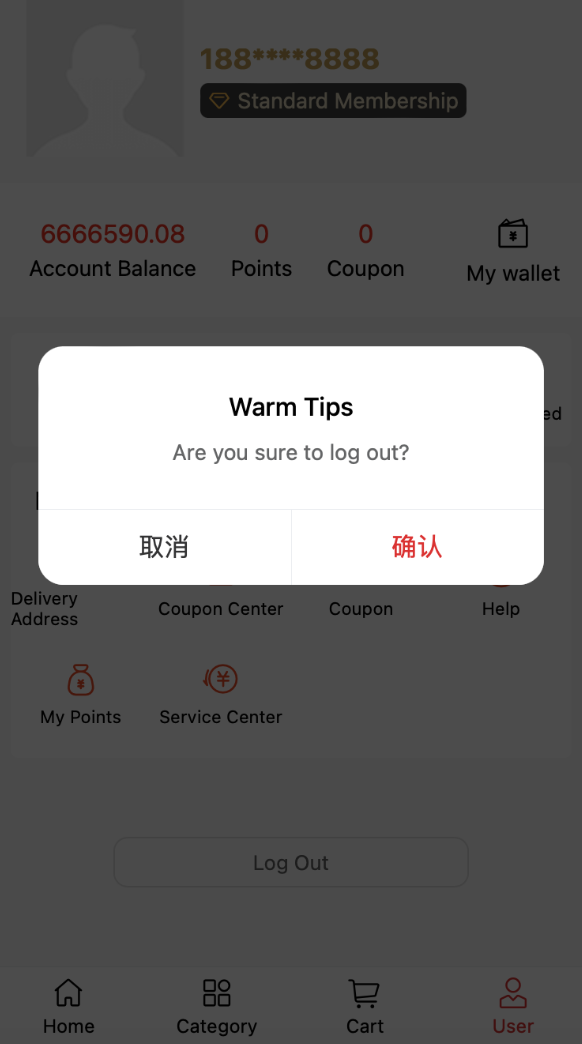 188****8888
Standard Membership
6666590.08
0
0
Account Balance
Points
Coupon
My wallet
Warm Tips
Are you sure to log out?
取消
确认
Delivery
Address
Coupon Center
Coupon
Help
My Points
Service Center
Log Out
Home
Category
Cart
User